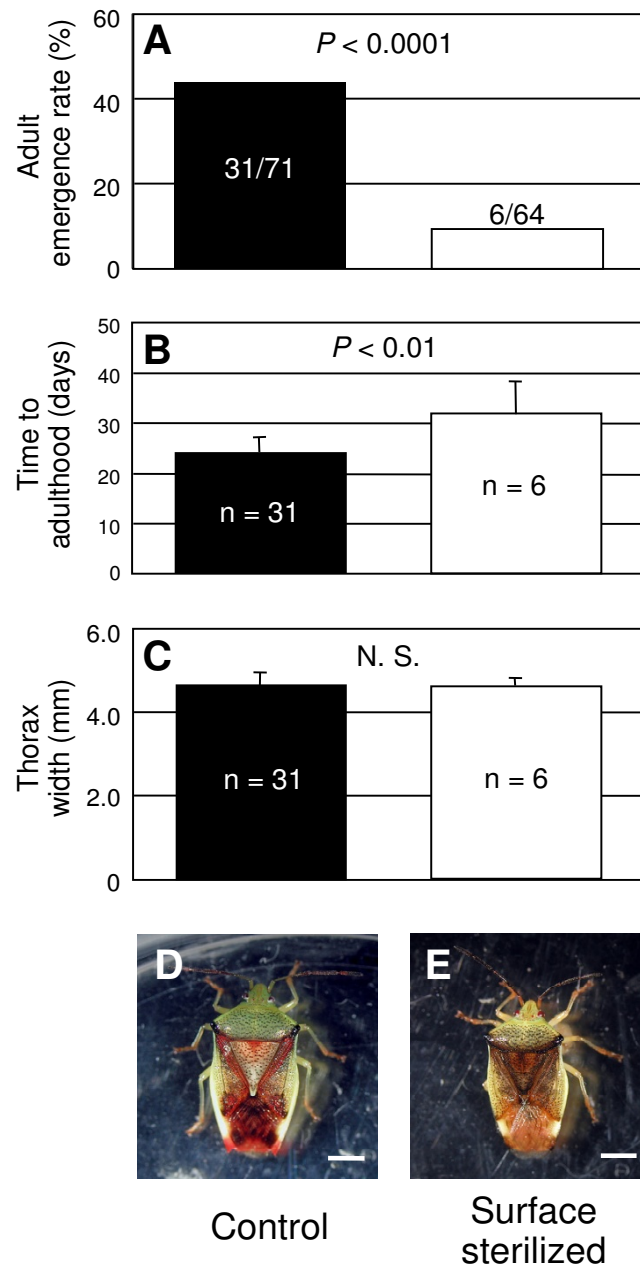 60
A
P < 0.0001
Adult
emergence rate (%)
40
31/71
20
6/64
0
50
B
P < 0.01
40
Time to
adulthood (days)
30
n = 6
20
n = 31
10
0
6.0
C
N. S.
4.0
Thorax
width (mm)
n = 31
n = 6
2.0
0
D
E
Control
Surface
sterilized